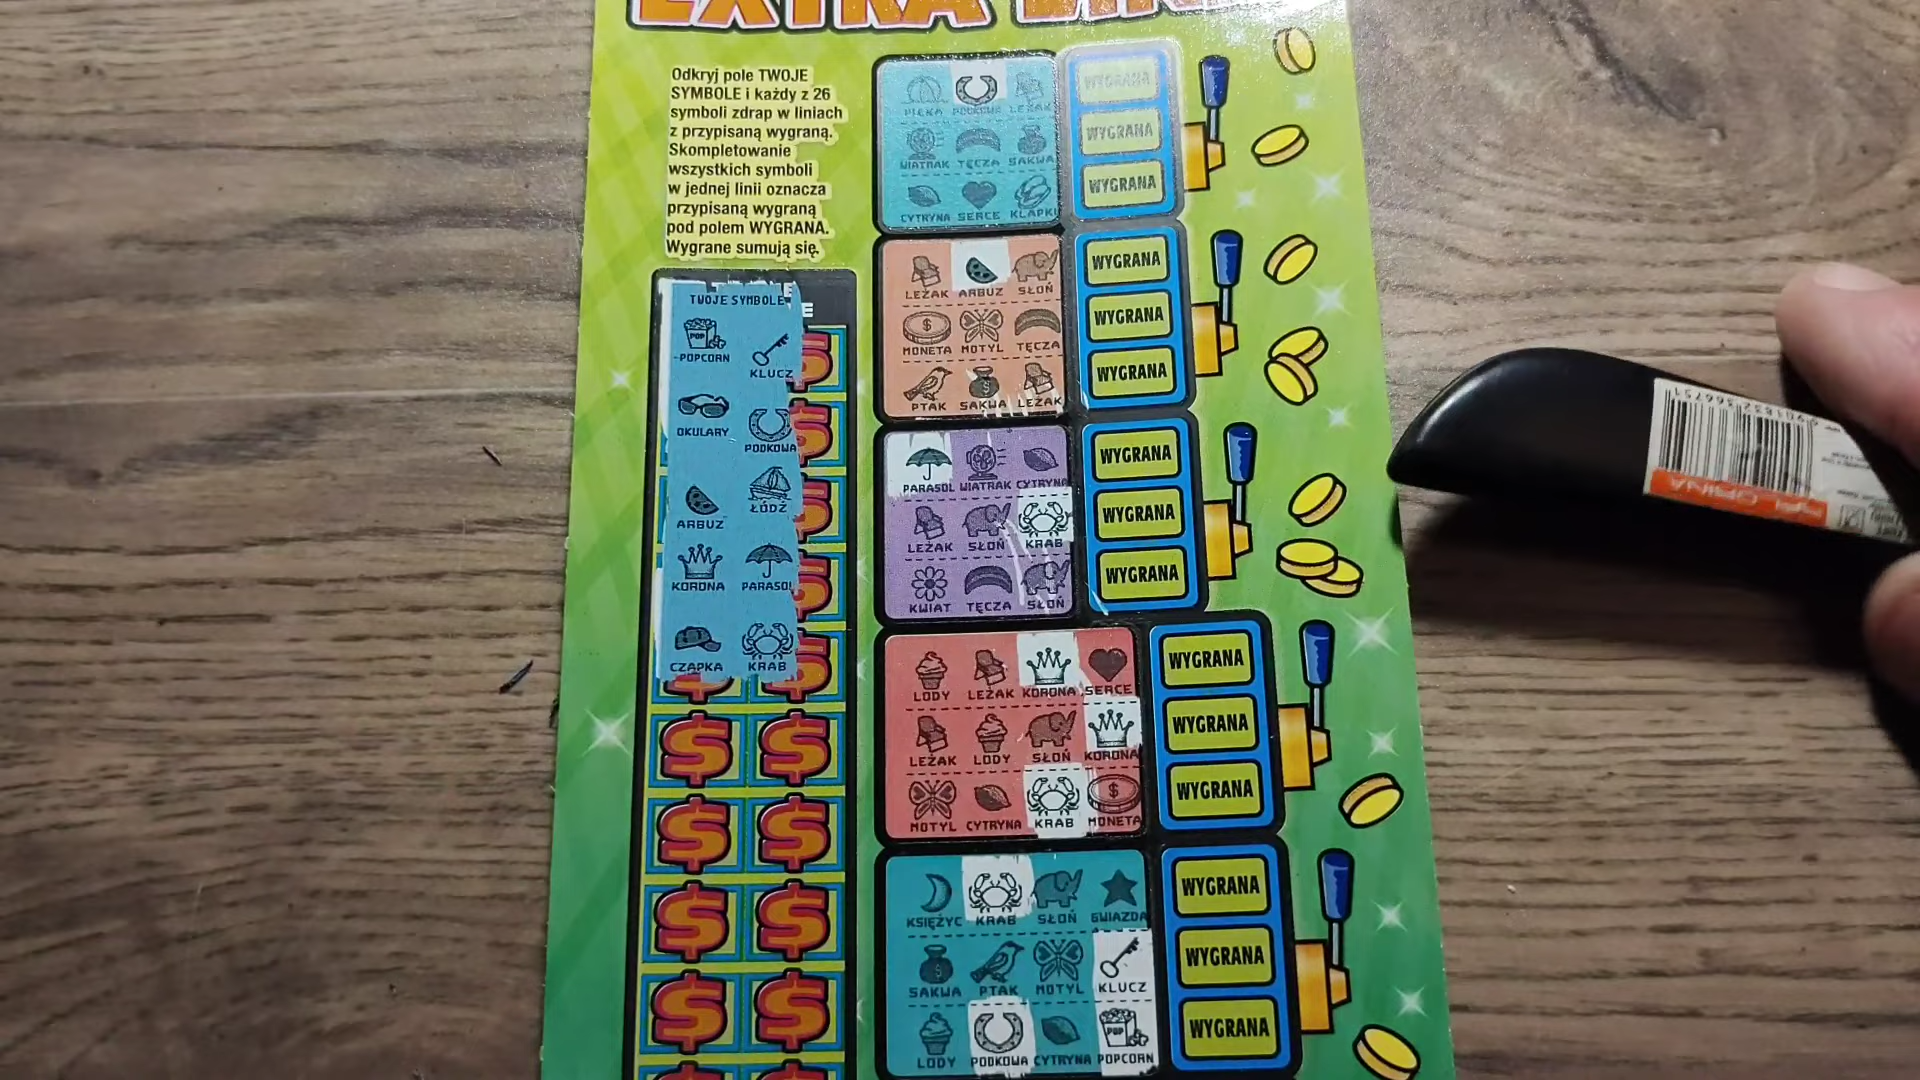 EXTRA
Odkryj pole TWOJE
SYMBOLE i każdy z 26
symboli zdrap w liniach
z przypisaną wygraną.
Skompletowanie
wszystkich symboli
w jednej linii oznacza
przypisaną wygraną
pod polem WYGRANA.
Wygrane sumują się.
TWOJE SYMBOLE
E
POPCORN
KLUCZ
OKULARY
PODKOWA
ARBUZ
ŁÓDŹ
KORONA
PARASOL
CZAPKA
KRAB
PIŁKA PODKOWA LEŻAK
WYGRANA
WIATRAK TĘCZA SAKWA
WYGRANA
CYTRYNA SERCE KLAPKI
WYGRANA
LEŻAK ARBUZ SŁOŃ
WYGRANA
MONETA MOTYL TĘCZA
WYGRANA
PTAK SAKWA LEŻAK
WYGRANA
PARASOL WIATRAK CYTRYNA
WYGRANA
LEŻAK SŁOŃ KRAB
WYGRANA
KWIAT TĘCZA SŁOŃ
WYGRANA
LODY LEŻAK KORONA SERCE
WYGRANA
LEŻAK LODY SŁOŃ KORONA
WYGRANA
MOTYL CYTRYNA KRAB MONETA
WYGRANA
KSIĘŻYC KRAB SŁOŃ GWIAZDA
WYGRANA
SAKWA PTAK MOTYL KLUCZ
WYGRANA
LODY PODKOWA CYTRYNA POPCORN
WYGRANA